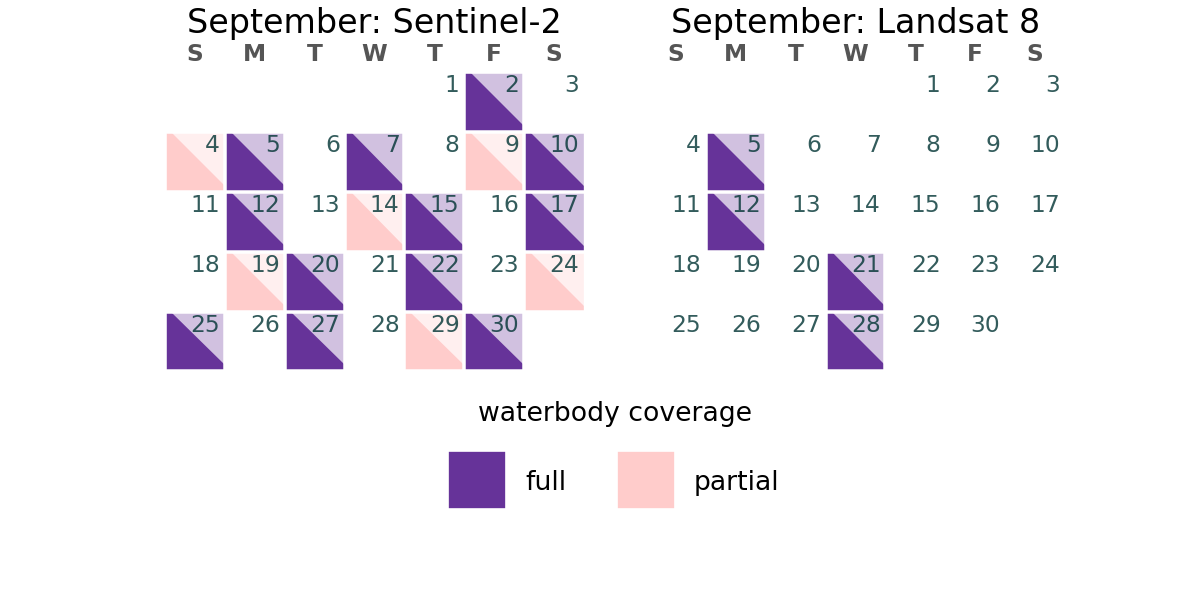 September: Sentinel-2
S M T W T F S
1 2 3
4 5 6 7 8 9 10
11 12 13 14 15 16 17
18 19 20 21 22 23 24
25 26 27 28 29 30
September: Landsat 8
S M T W T F S
1 2 3
4 5 6 7 8 9 10
11 12 13 14 15 16 17
18 19 20 21 22 23 24
25 26 27 28 29 30
waterbody coverage
full
partial